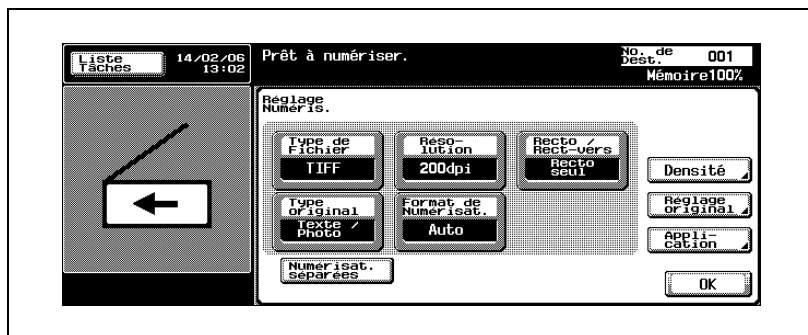 Liste
Tâches
14/02/06
13:02
Prêt à numériser.
No. de
Dest.
001
Mémoire100%
Réglage
Numéris.
Type de
Fichier
TIFF
Réso-
lution
200dpi
Recto /
Rect-vers
Recto
seul
Type
original
Texte /
Photo
Format de
Numérisat.
Auto
Numérisat.
séparées
Densité
Réglage
original
Appli-
cation
OK